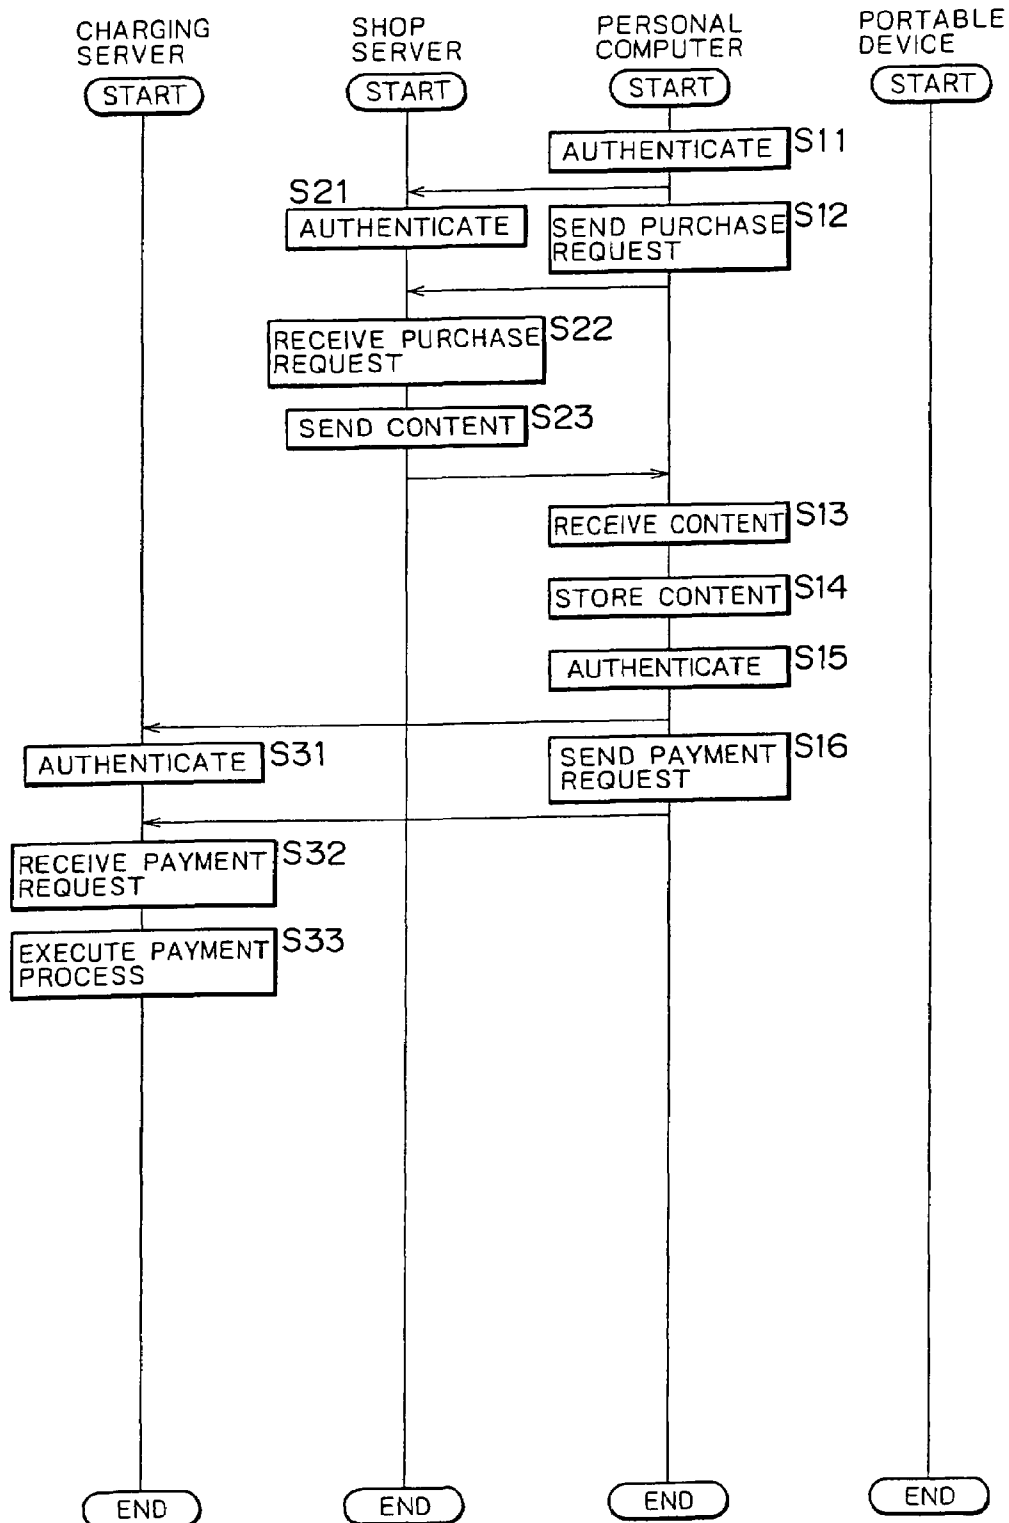 CHARGING
SERVER
SHOP
SERVER
PERSONAL
COMPUTER
PORTABLE
DEVICE
START
START
START
START
AUTHENTICATE
S11
S21
AUTHENTICATE
SEND PURCHASE
REQUEST
S12
RECEIVE PURCHASE
REQUEST
S22
SEND CONTENT
S23
RECEIVE CONTENT
S13
STORE CONTENT
S14
AUTHENTICATE
S15
AUTHENTICATE
S31
SEND PAYMENT
REQUEST
S16
RECEIVE PAYMENT
REQUEST
S32
EXECUTE PAYMENT
PROCESS
S33
END
END
END
END